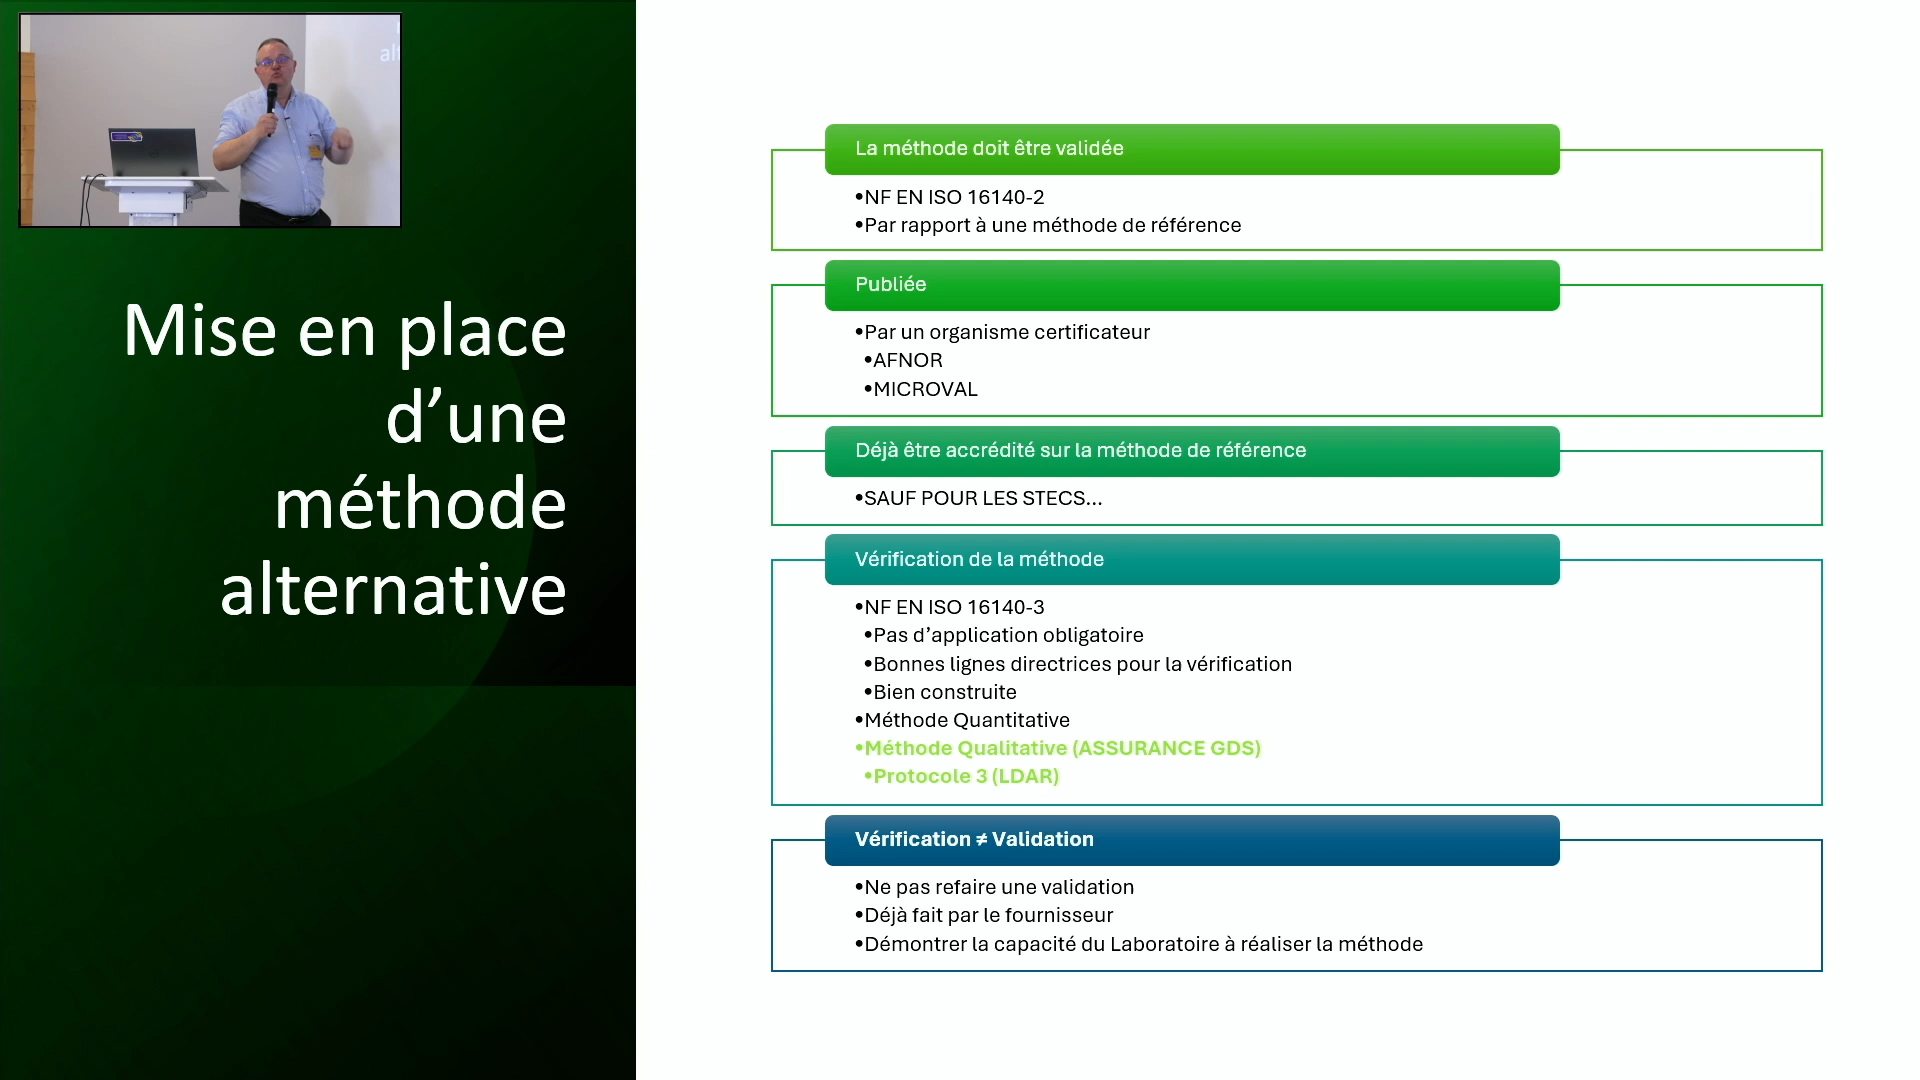 Mise en place
d’une
méthode
alternative
La méthode doit être validée
•NF EN ISO 16140-2
•Par rapport à une méthode de référence
Publiée
•Par un organisme certificateur
•AFNOR
•MICROVAL
Déjà être accrédité sur la méthode de référence
•SAUF POUR LES STECS...
Vérification de la méthode
•NF EN ISO 16140-3
•Pas d’application obligatoire
•Bonnes lignes directrices pour la vérification
•Bien construite
•Méthode Quantitative
•Méthode Qualitative (ASSURANCE GDS)
•Protocole 3 (LDAR)
Vérification ≠ Validation
•Ne pas refaire une validation
•Déjà fait par le fournisseur
•Démontrer la capacité du Laboratoire à réaliser la méthode